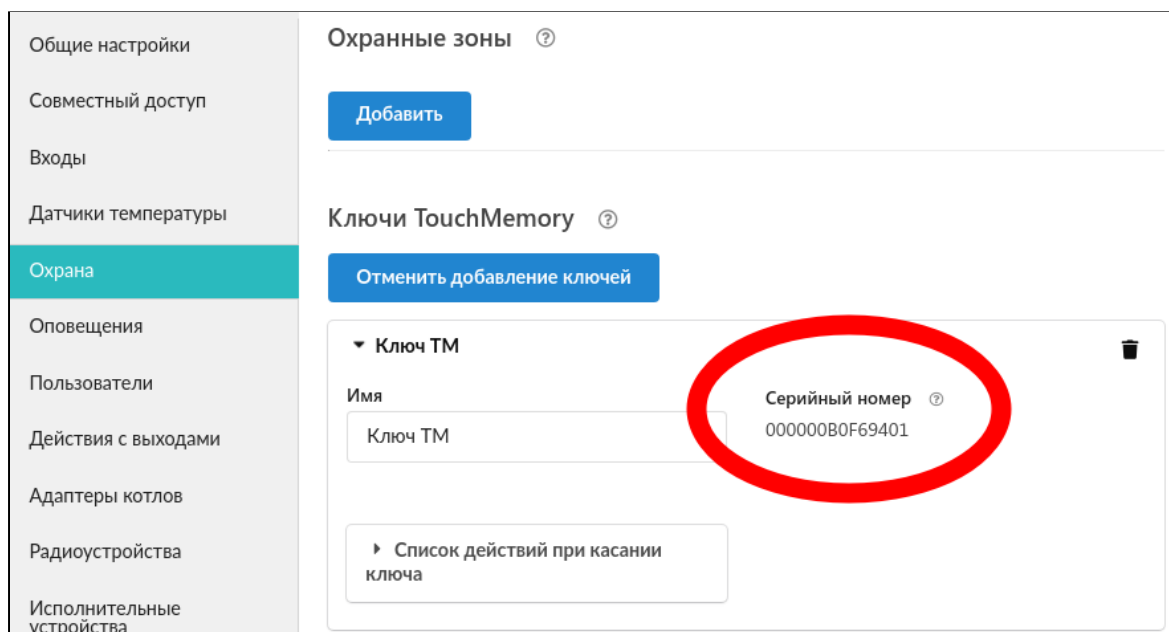 Общие настройки
Совместный доступ
Входы
Датчики температуры
Охрана
Оповещения
Пользователи
Действия с выходами
Адаптеры котлов
Радиоустройства
Исполнительные
устройства
Охранные зоны ?
Добавить
Ключи TouchMemory ?
Отменить добавление ключей
Ключ ТМ
Имя
Ключ ТМ
Серийный номер ?
000000B0F69401
Список действий при касании
ключа